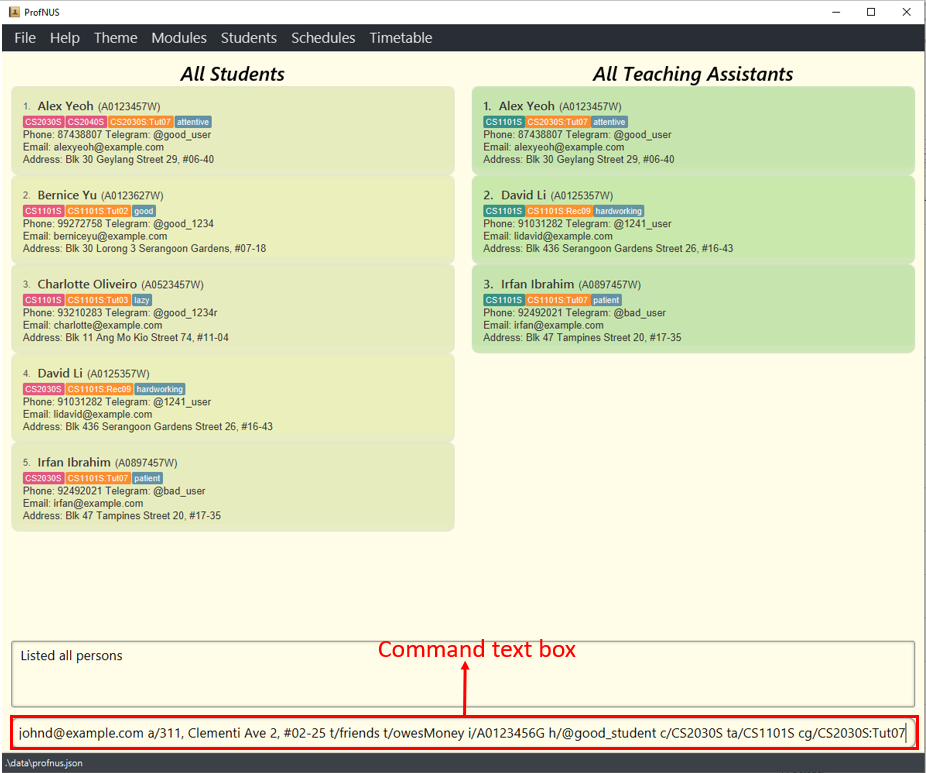 ProfNUS
File Help Theme Modules Students Schedules Timetable
All Students
1. Alex Yeoh (A0123457W)
CS2030S CS2040S CS2030S:Tut07 attentive
Phone: 87438807 Telegram: @good_user
Email: alexyeoh@example.com
Address: Blk 30 Geylang Street 29, #06-40
2. Bernice Yu (A0123627W)
CS1101S CS1101S:Tut02 good
Phone: 99272758 Telegram: @good_1234
Email: berniceyu@example.com
Address: Blk 30 Lorong 3 Serangoon Gardens, #07-18
3. Charlotte Oliveiro (A0523457W)
CS1101S CS1101S:Tut03 lazy
Phone: 93210283 Telegram: @good_1234r
Email: charlotte@example.com
Address: Blk 11 Ang Mo Kio Street 74, #11-04
4. David Li (A0125357W)
CS2030S CS1101S:Rec09 hardworking
Phone: 91031282 Telegram: @1241_user
Email: lidavid@example.com
Address: Blk 436 Serangoon Gardens Street 26, #16-43
5. Irfan Ibrahim (A0897457W)
CS2030S CS1101S:Tut07 patient
Phone: 92492021 Telegram: @bad_user
Email: irfan@example.com
Address: Blk 47 Tampines Street 20, #17-35
All Teaching Assistants
1. Alex Yeoh (A0123457W)
CS1101S CS2030S:Tut07 attentive
Phone: 87438807 Telegram: @good_user
Email: alexyeoh@example.com
Address: Blk 30 Geylang Street 29, #06-40
2. David Li (A0125357W)
CS1101S CS1101S:Rec09 hardworking
Phone: 91031282 Telegram: @1241_user
Email: lidavid@example.com
Address: Blk 436 Serangoon Gardens Street 26, #16-43
3. Irfan Ibrahim (A0897457W)
CS1101S CS1101S:Tut07 patient
Phone: 92492021 Telegram: @bad_user
Email: irfan@example.com
Address: Blk 47 Tampines Street 20, #17-35
Listed all persons
Command text box
johnd@example.com a/311, Clementi Ave 2, #02-25 t/friends t/owesMoney i/A0123456G h/@good_student c/CS2030S ta/CS1101S cg/CS2030S:Tut07
.\data\profnus.json